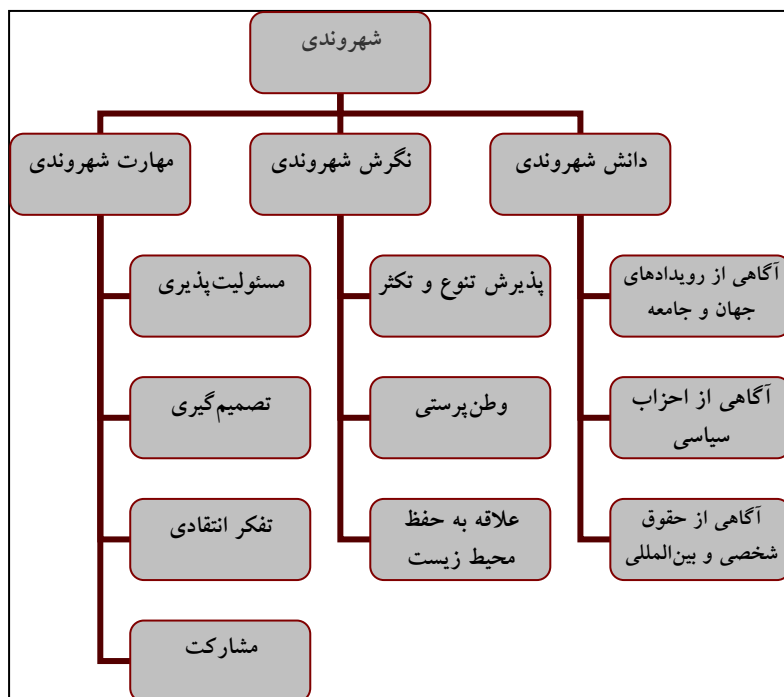 شهروندی
دانش شهروندی
نگرش شهروندی
مهارت شهروندی
آگاهی از رویدادهای
جهان و جامعه
پذیرش تنوع و تکثر
مسئولیت‌پذیری
آگاهی از احزاب
سیاسی
وطن‌پرستی
تصمیم‌گیری
آگاهی از حقوق
شخصی و بین‌المللی
علاقه به حفظ
محیط زیست
تفکر انتقادی
مشارکت